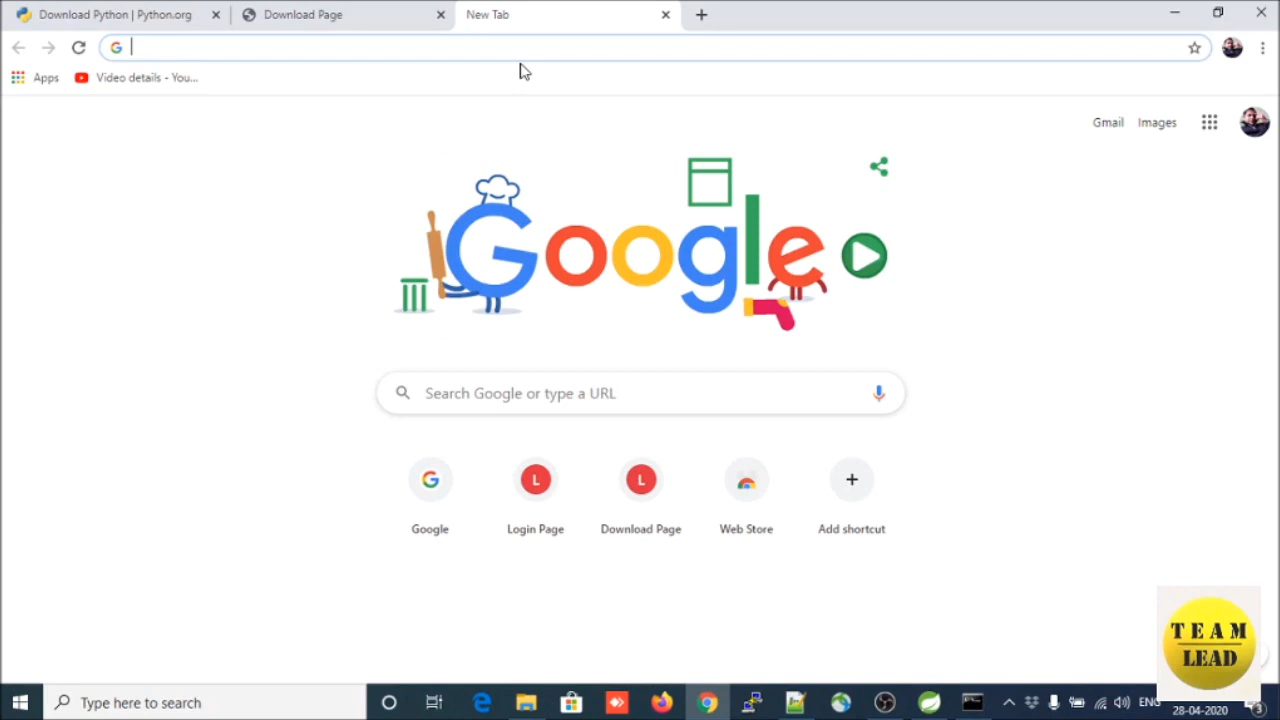 Download Python | Python.org
Download Page
New Tab
Apps
Video details - You...
Gmail
Images
Google
Search Google or type a URL
Google
Login Page
Download Page
Web Store
Add shortcut
TEAM
LEAD
Type here to search
ENG
28-04-2020